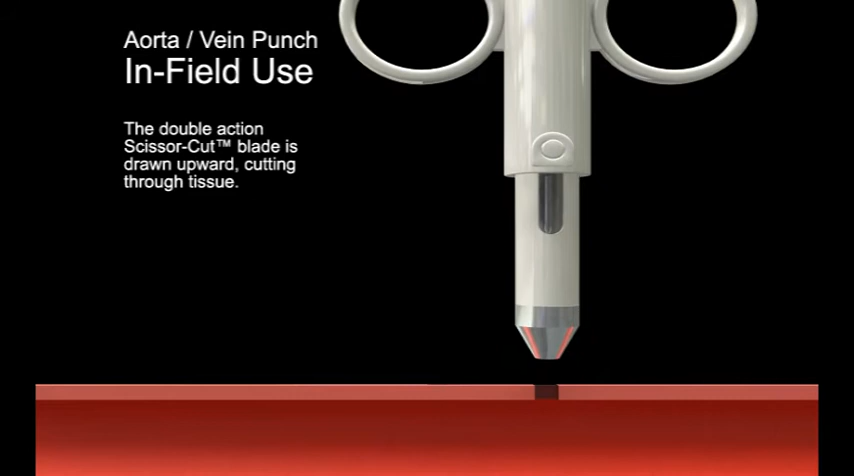 Aorta / Vein Punch
In-Field Use
The double action
Scissor-Cut™ blade is
drawn upward, cutting
through tissue.